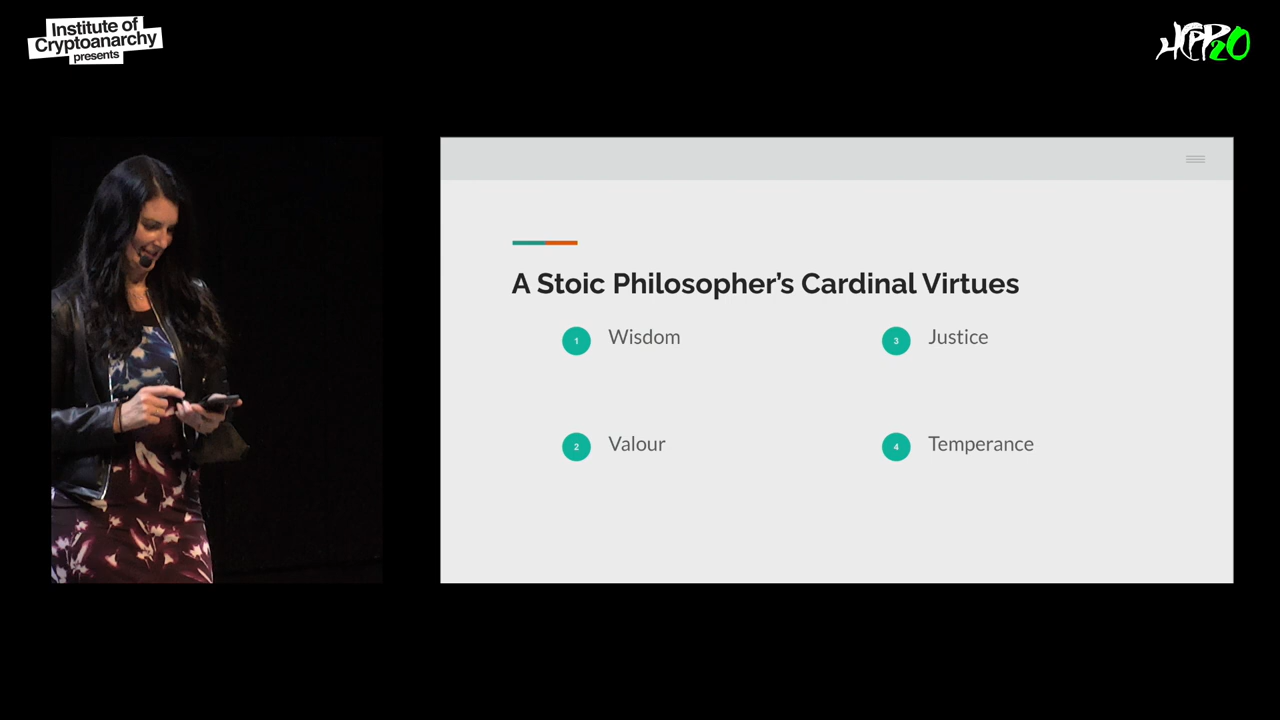 Institute of
Cryptoanarchy
presents
HCPP20
A Stoic Philosopher's Cardinal Virtues
1 Wisdom
3 Justice
2 Valour
4 Temperance